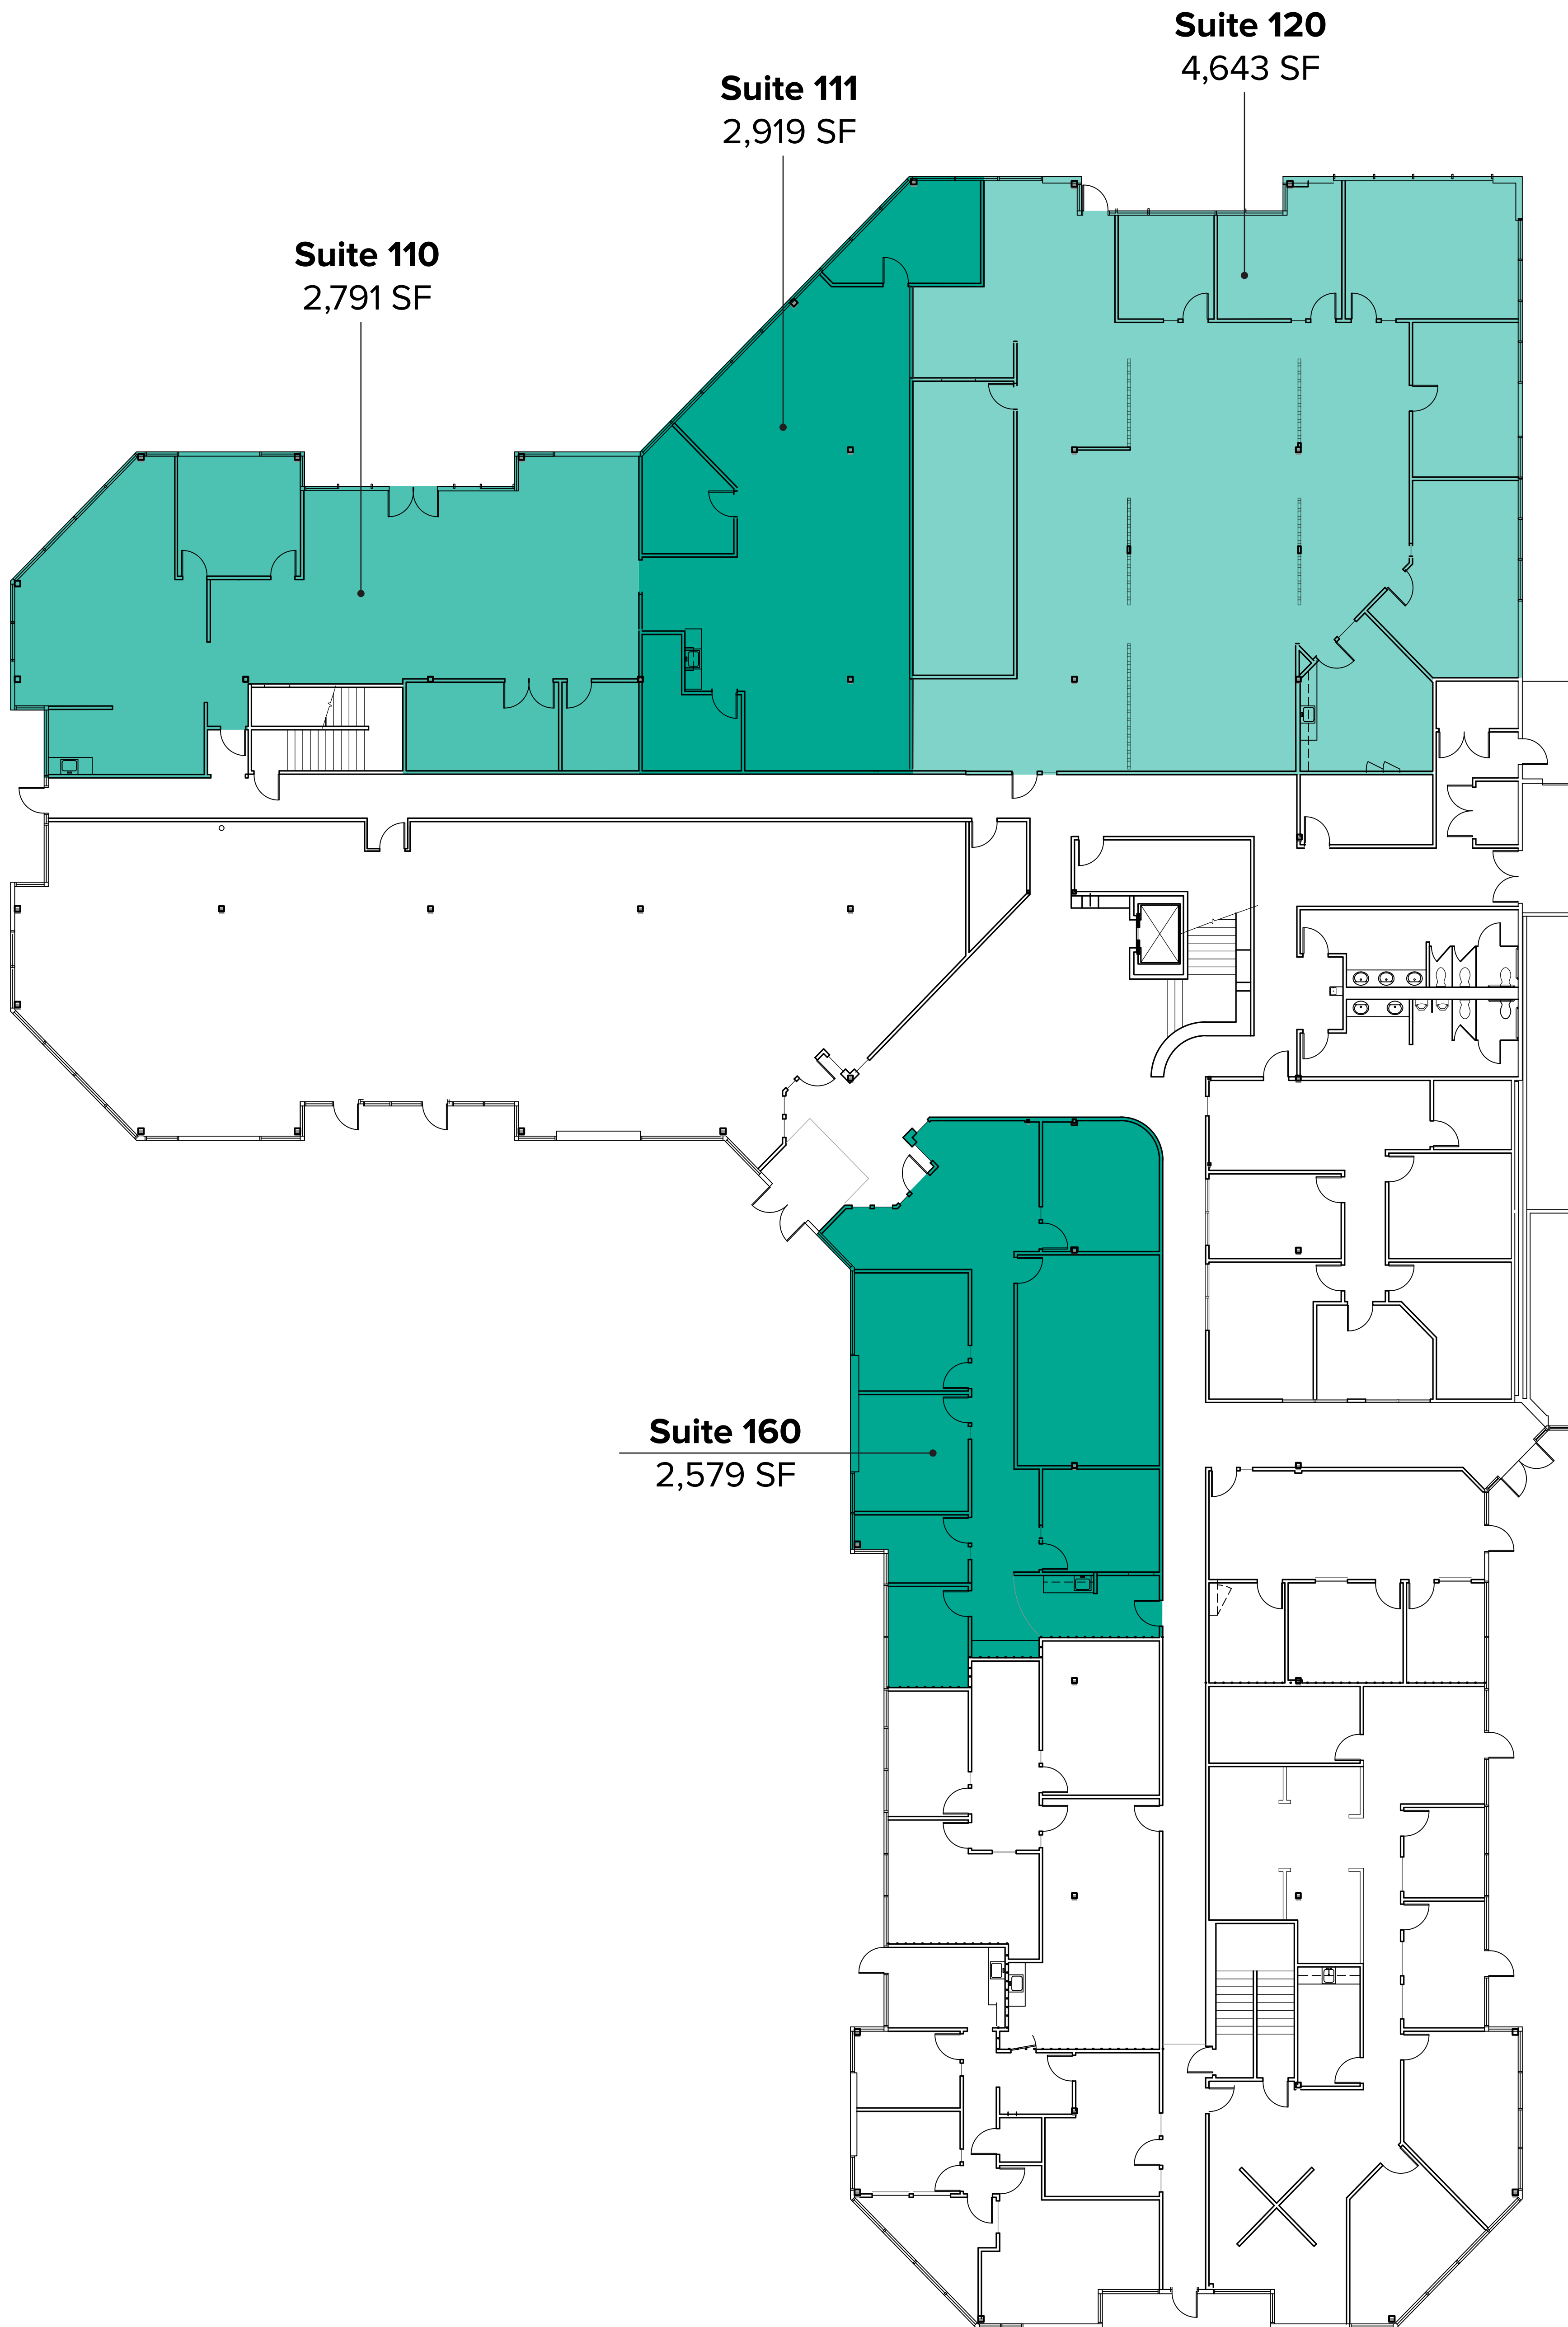 Suite 120
4,643 SF
Suite 111
2,919 SF
Suite 110
2,791 SF
Suite 160
2,579 SF